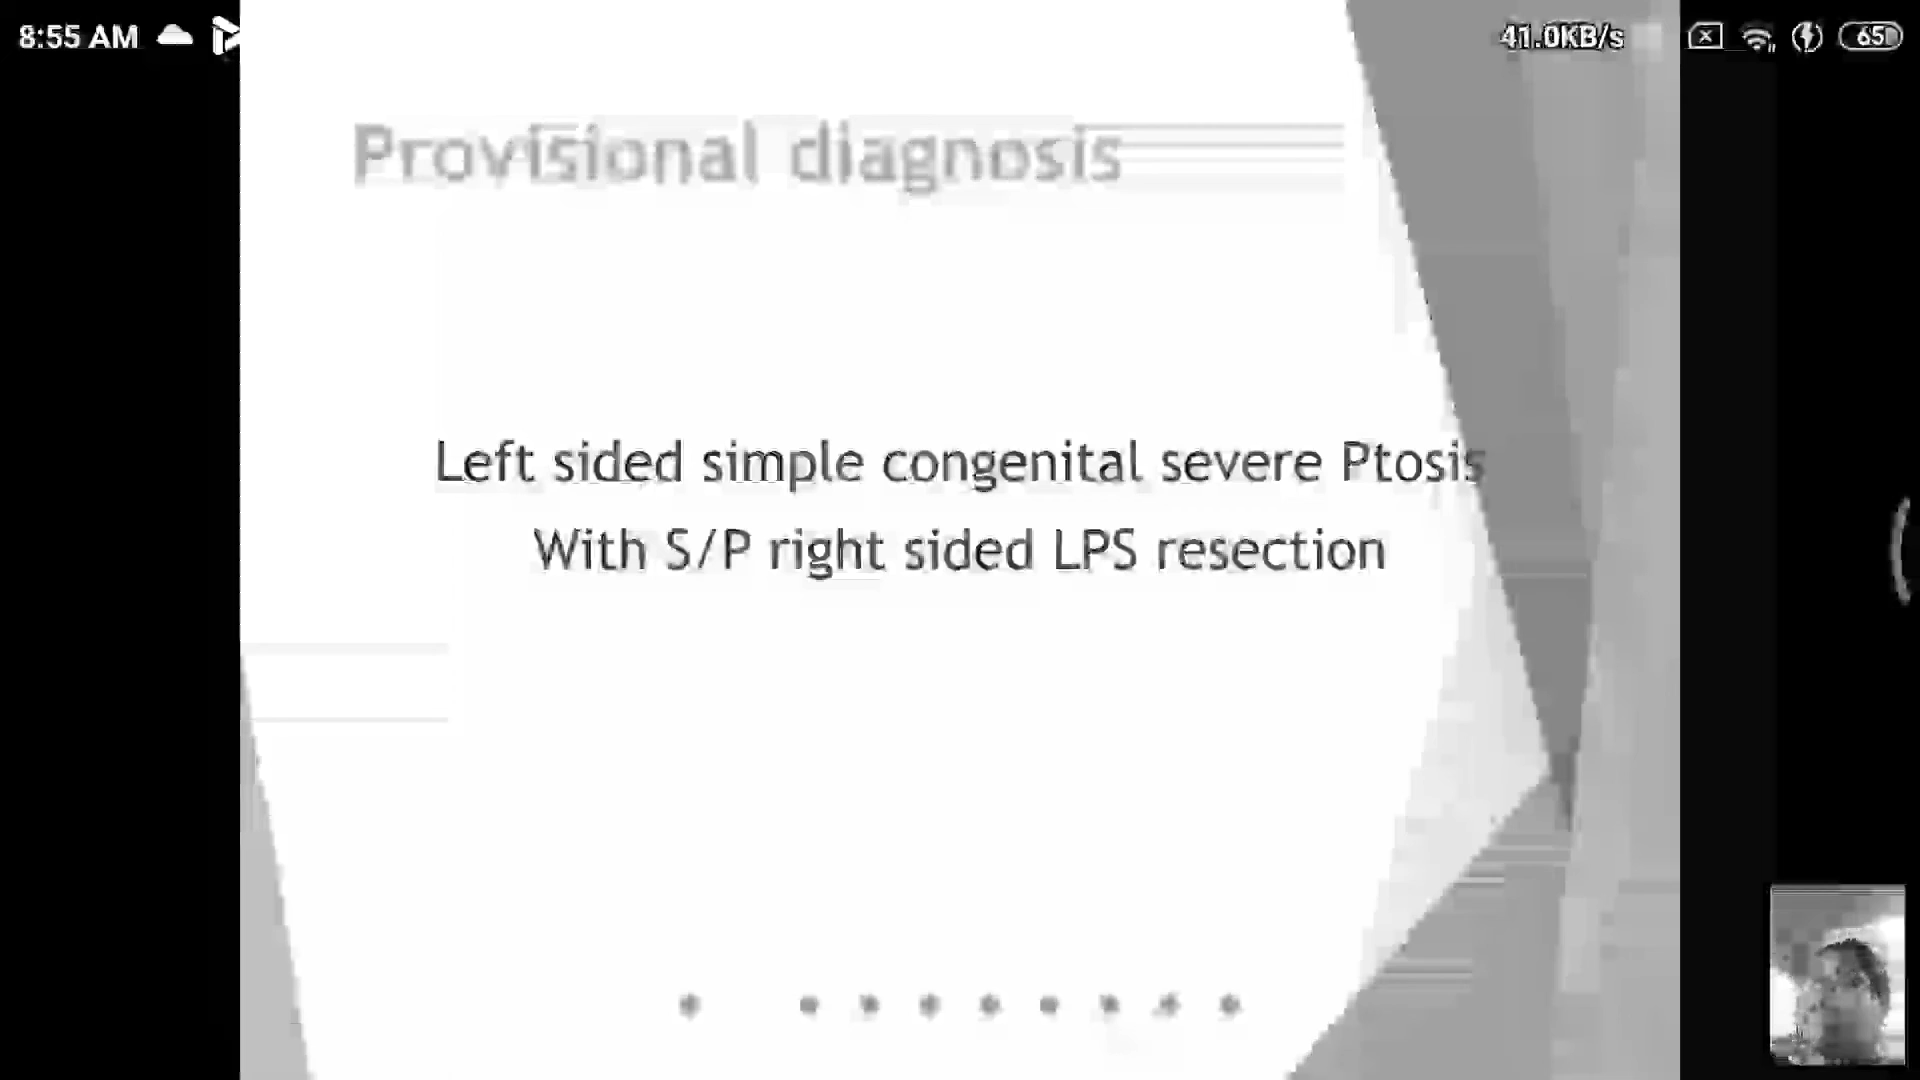 8:55 AM
41.0KB/s
65
Provisional diagnosis
Left sided simple congenital severe Ptosis
With S/P right sided LPS resection